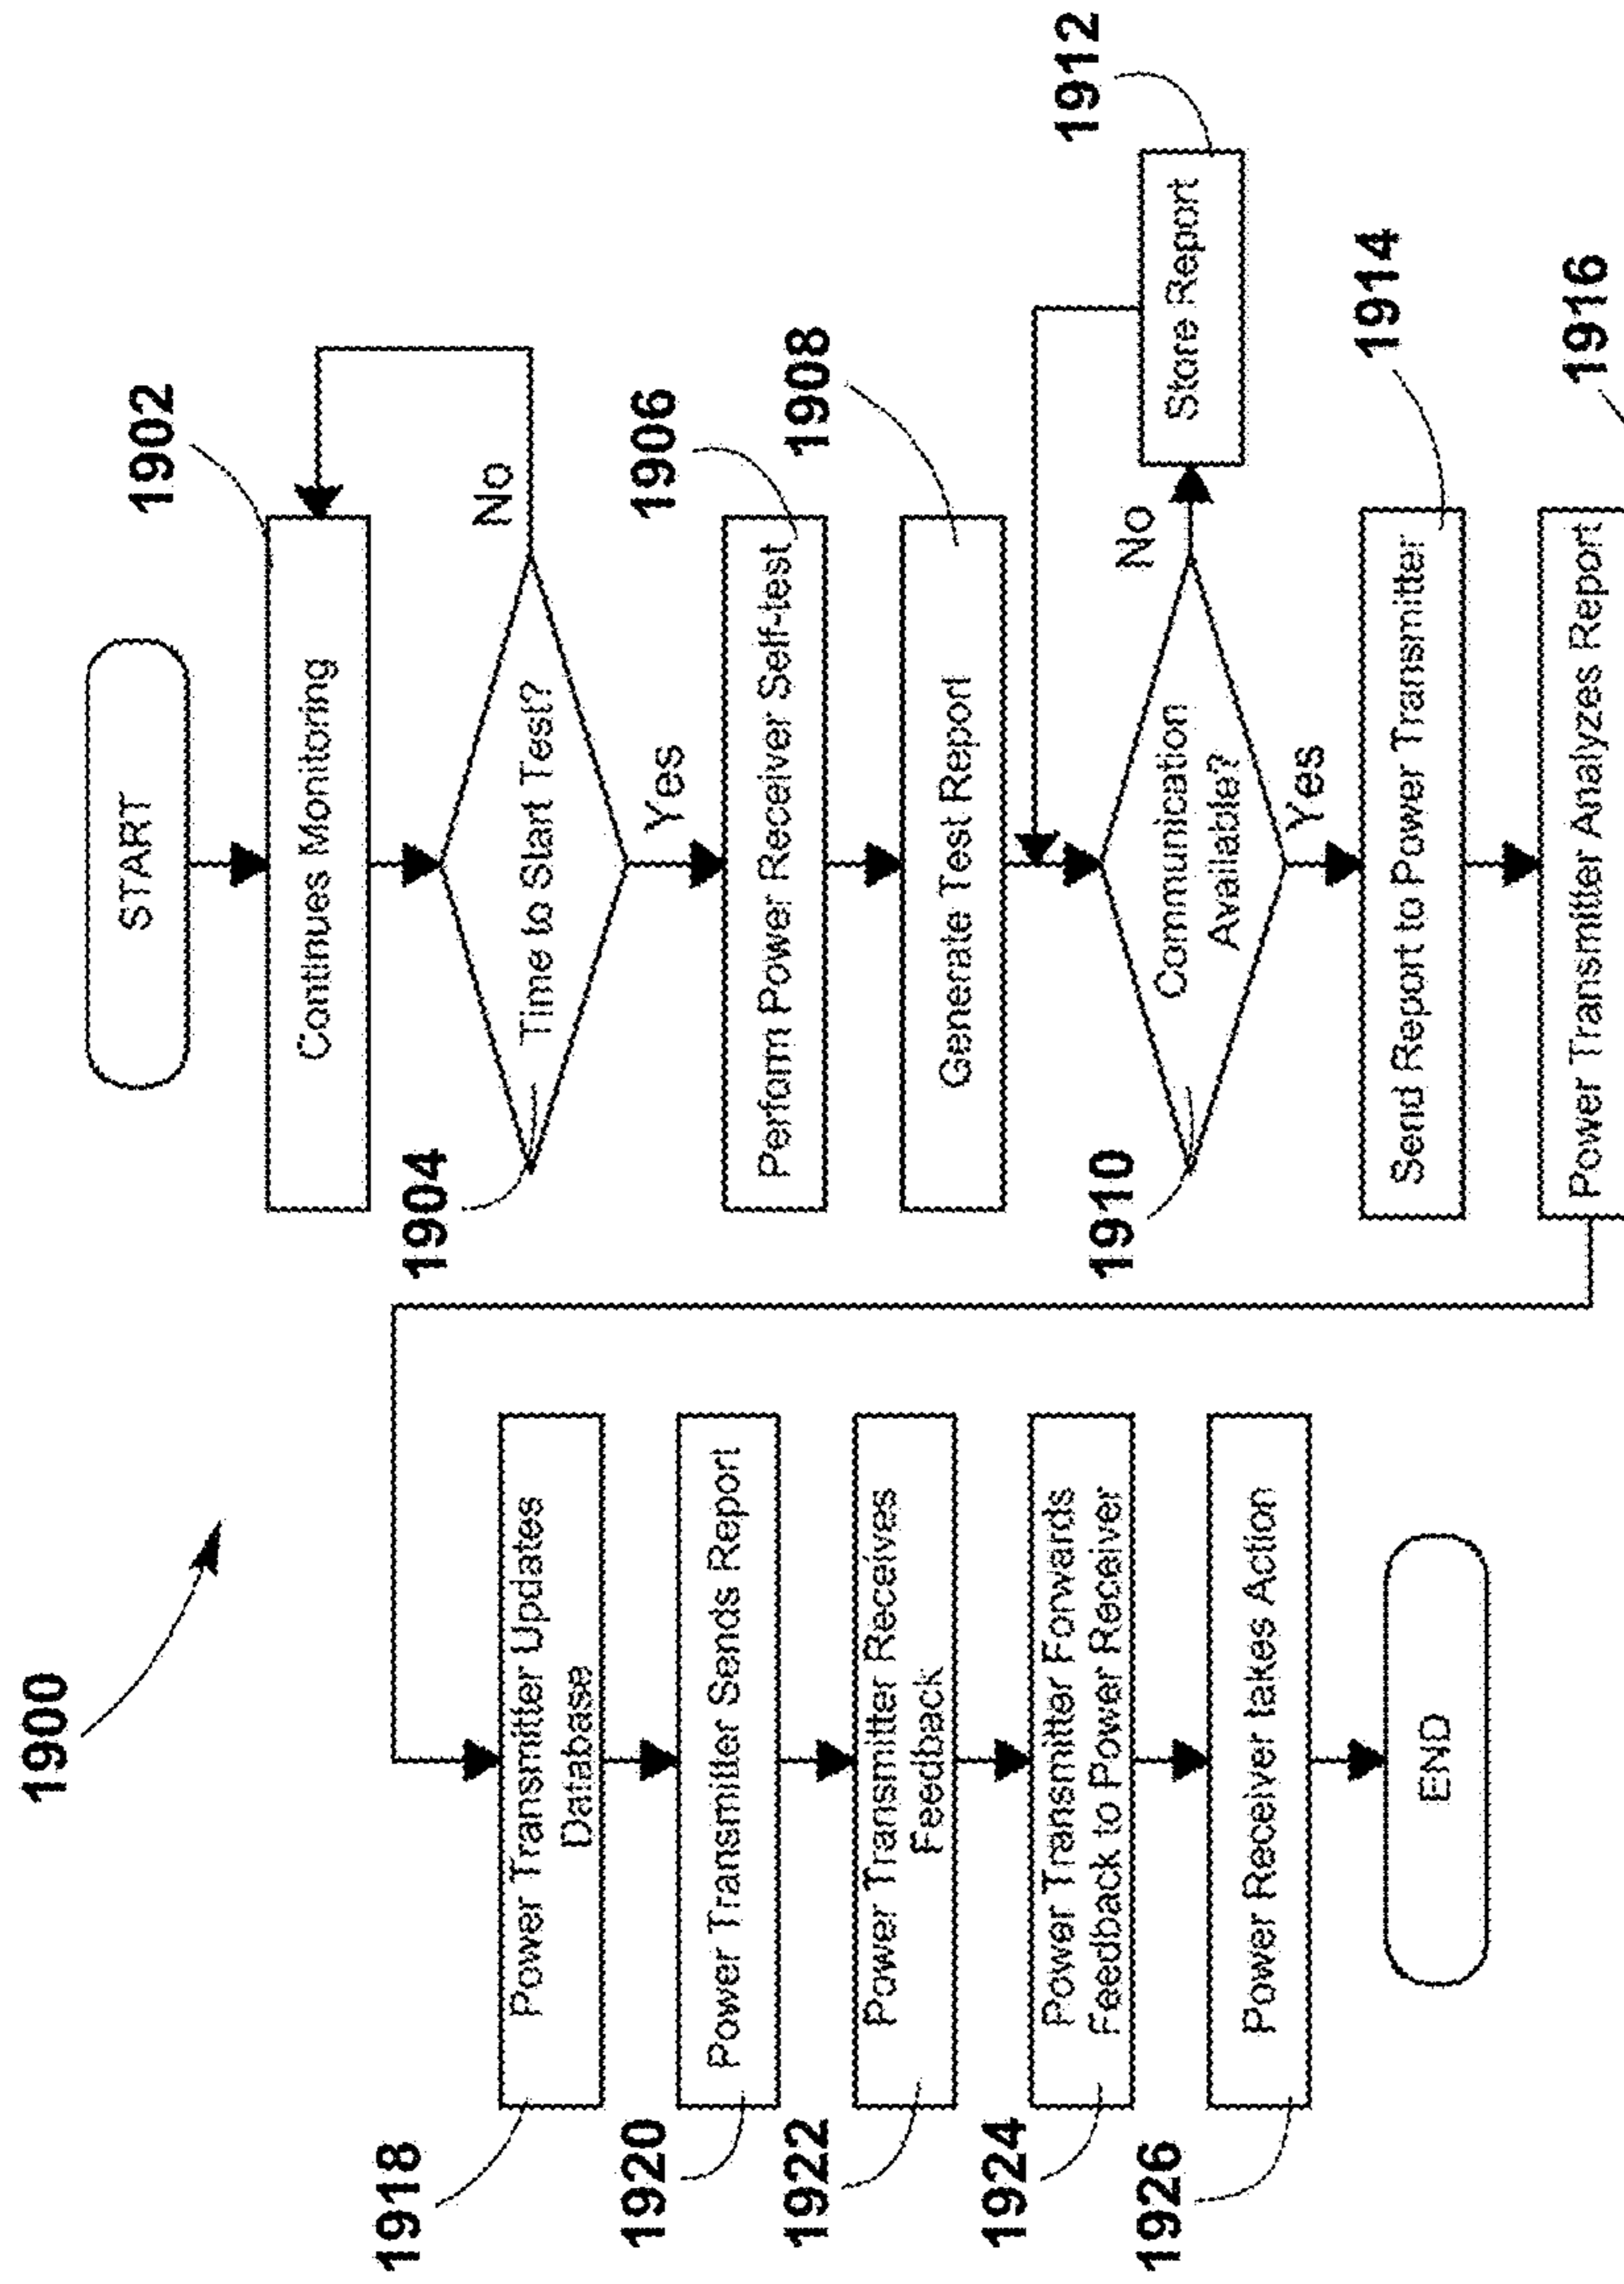 1900
START
1902
Continues Monitoring
1904
Time to Start Test?
No
Yes
1906
Perform Power Receiver Self-test
1908
Generate Test Report
1910
Communication
Available?
No
1912
Store Report
Yes
1914
Send Report to Power Transmitter
1916
Power Transmitter Analyzes Report
1918
Power Transmitter Updates
Database
1920
Power Transmitter Sends Report
1922
Power Transmitter Receives
Feedback
1924
Power Transmitter Forwards
Feedback to Power Receiver
1926
Power Receiver takes Action
END